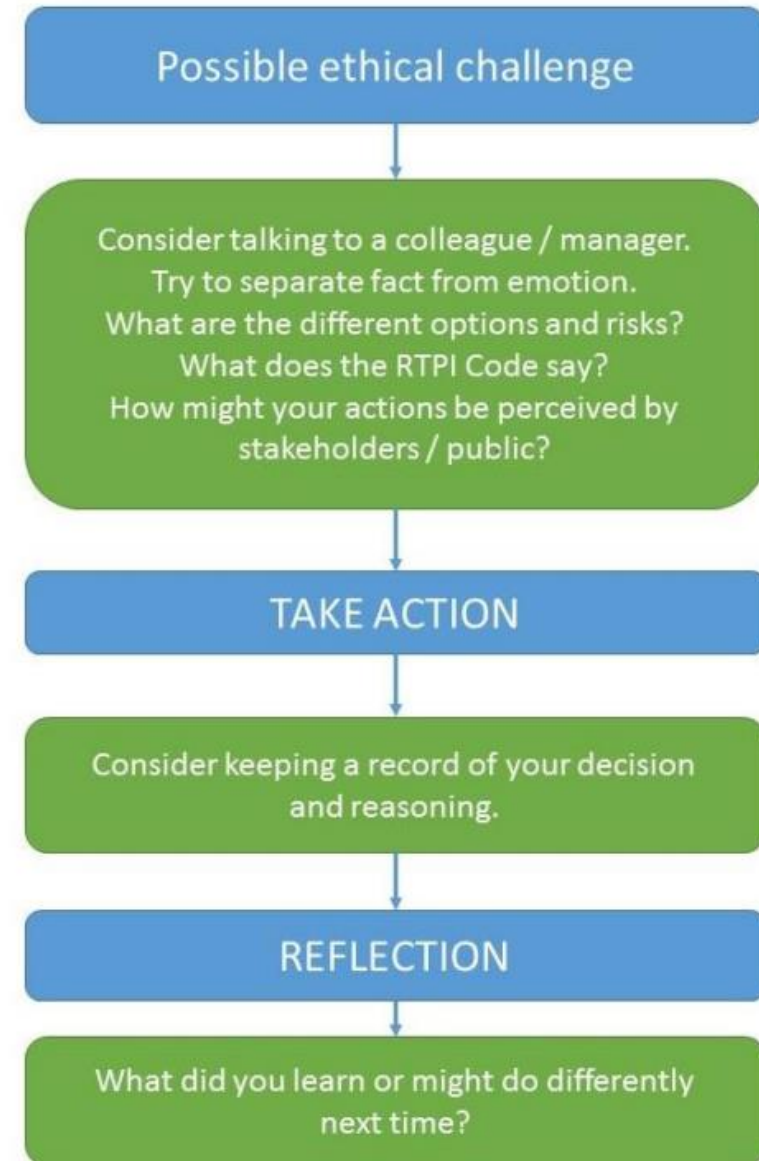 Possible ethical challenge
Consider talking to a colleague / manager.
Try to separate fact from emotion.
What are the different options and risks?
What does the RTPI Code say?
How might your actions be perceived by
stakeholders / public?
TAKE ACTION
Consider keeping a record of your decision
and reasoning.
REFLECTION
What did you learn or might do differently
next time?